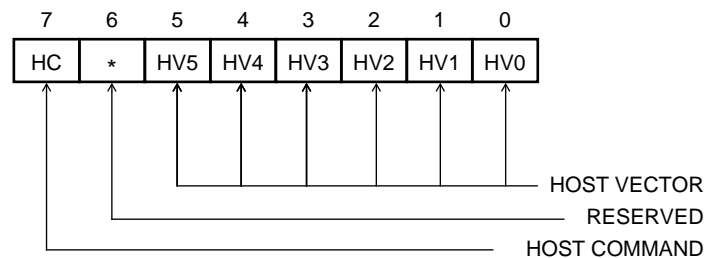 7 6 5 4 3 2 1 0
HC * HV5 HV4 HV3 HV2 HV1 HV0
HOST VECTOR
RESERVED
HOST COMMAND